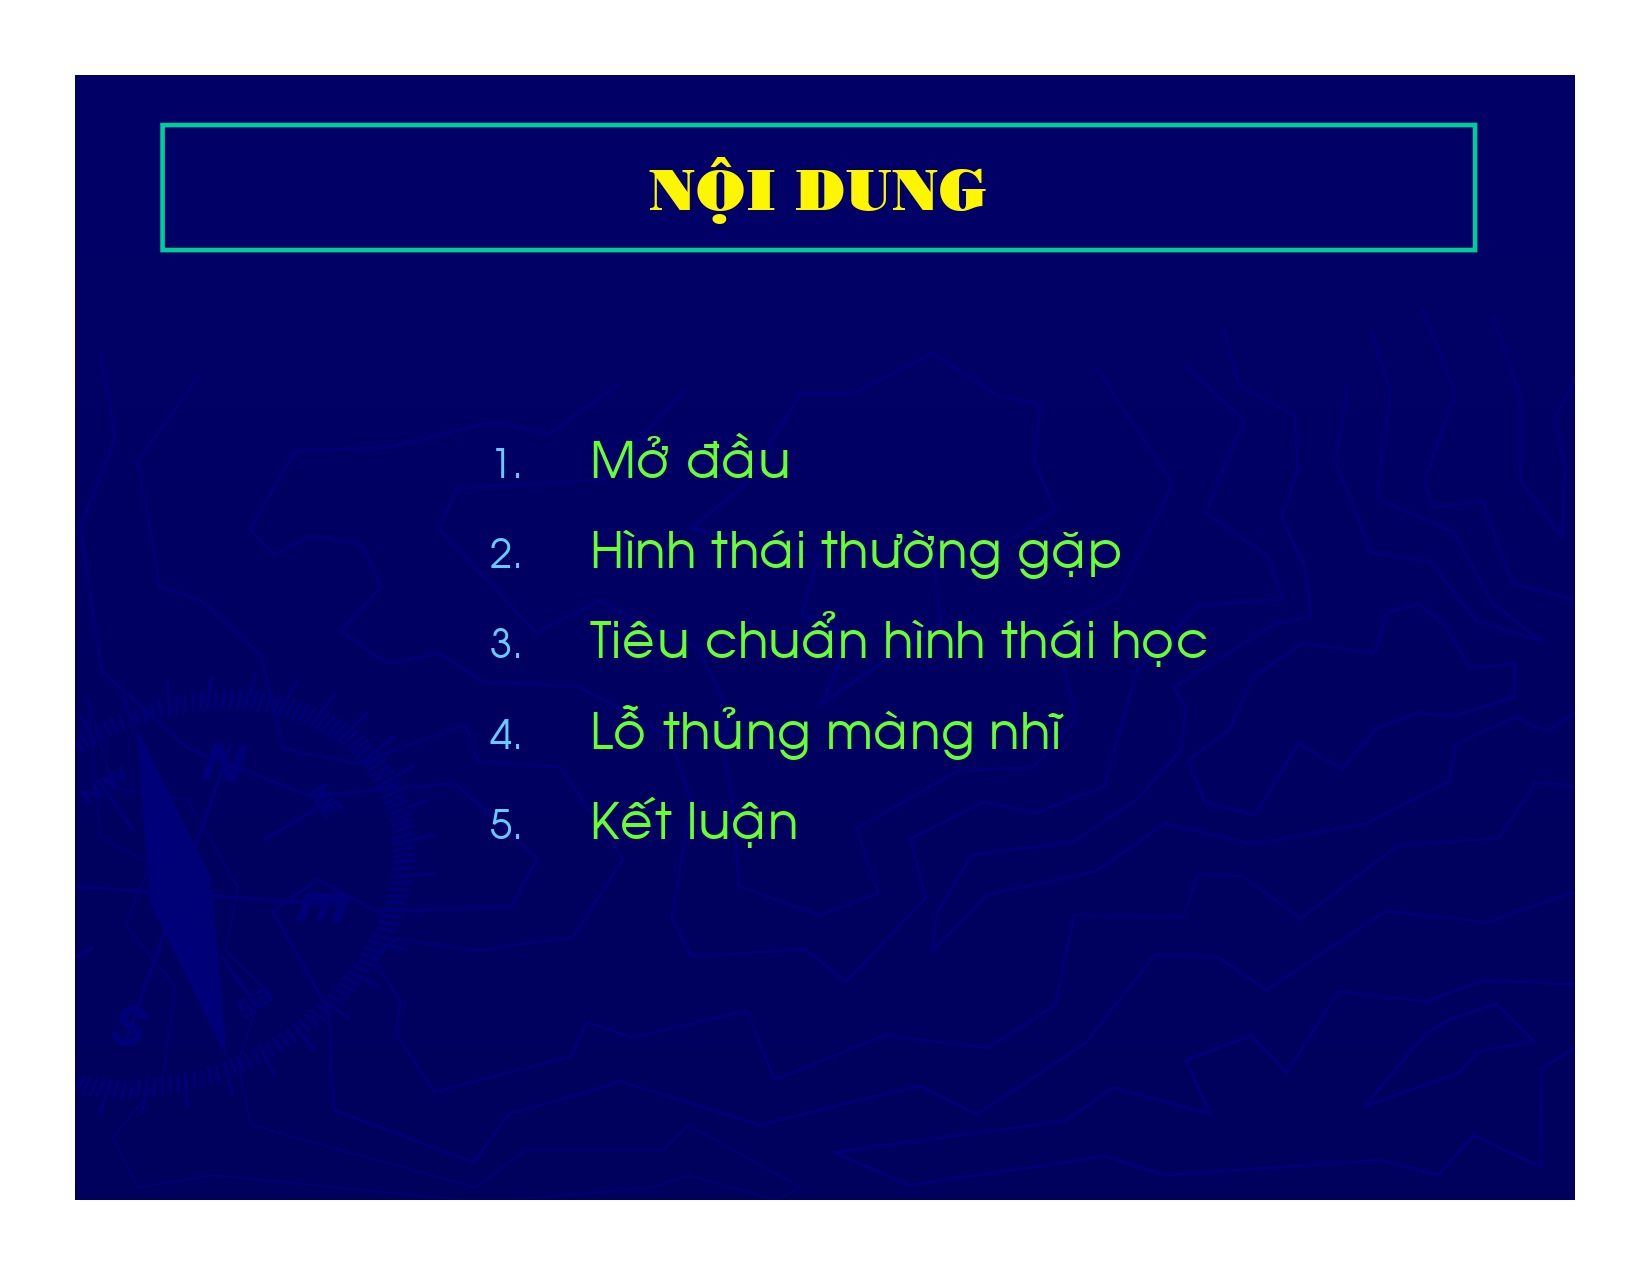 NỘI DUNG
1. Mở đầu
2. Hình thái thường gặp
3. Tiêu chuẩn hình thái học
4. Lỗ thủng màng nhĩ
5. Kết luận
N
E
S